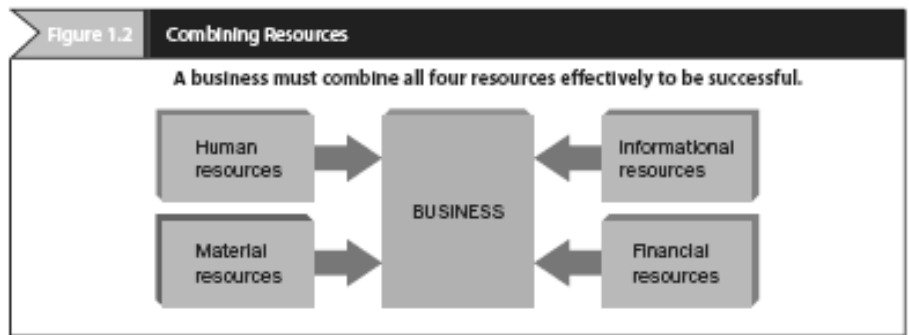 Figure 1.2 Combining Resources
A business must combine all four resources effectively to be successful.
Human
resources
Material
resources
BUSINESS
Informational
resources
Financial
resources